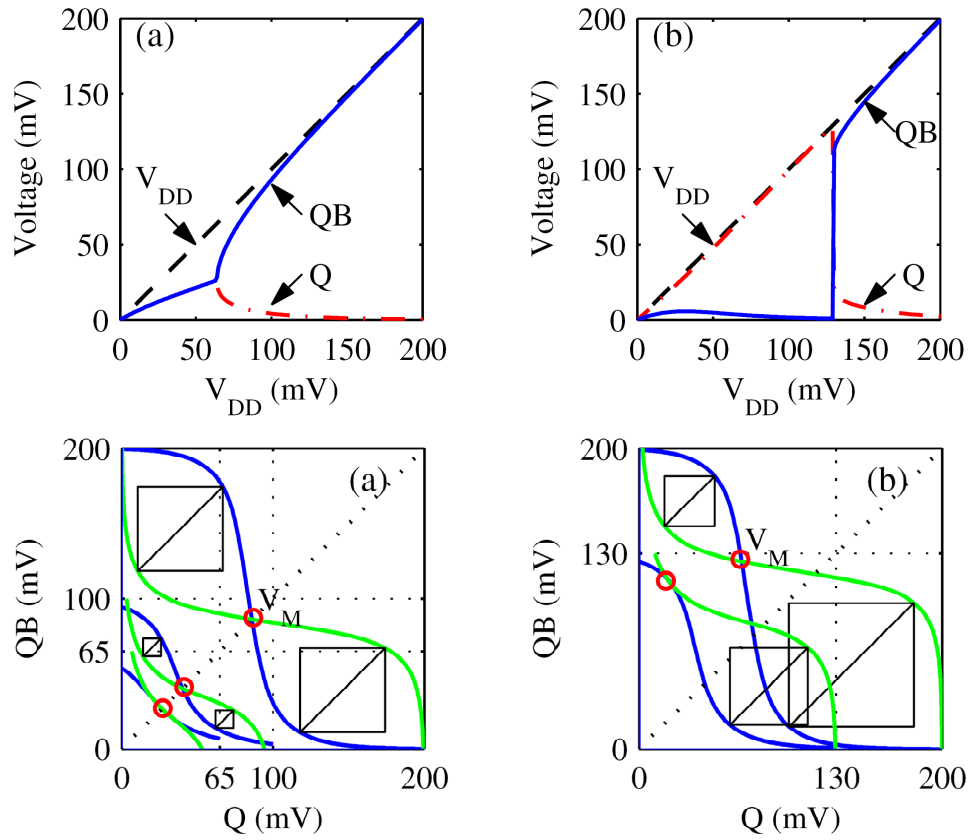 200
150
100
50
0
Voltage (mV)
(a)
V_DD
QB
Q
0 50 100 150 200
V_DD (mV)
200
150
100
50
0
Voltage (mV)
(b)
V_DD
QB
Q
0 50 100 150 200
V_DD (mV)
200
100
65
0
QB (mV)
(a)
V_M
0 65 100 200
Q (mV)
200
130
0
QB (mV)
(b)
V_M
0 130 200
Q (mV)